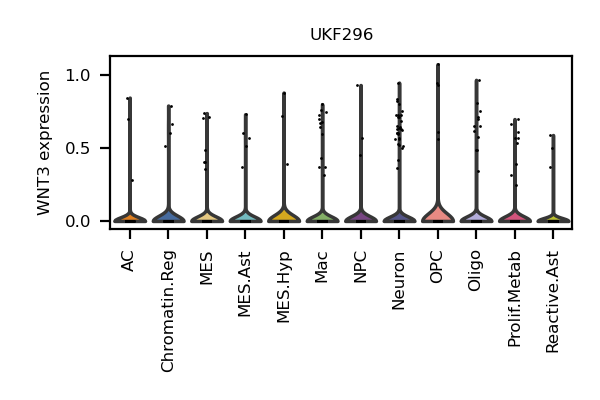 UKF296
WNT3 expression
1.0
0.5
0.0
AC
Chromatin.Reg
MES
MES.Ast
MES.Hyp
Mac
NPC
Neuron
OPC
Oligo
Prolif.Metab
Reactive.Ast